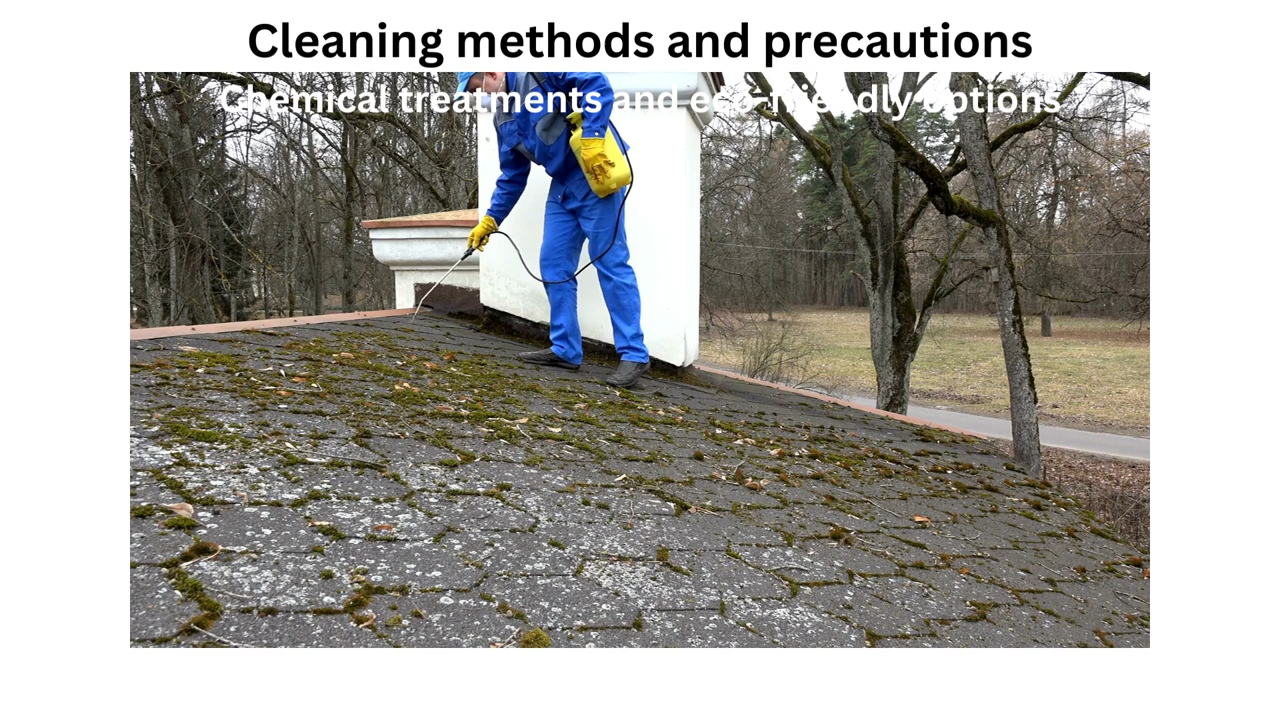 Cleaning methods and precautions
Chemical treatments and eco-friendly options